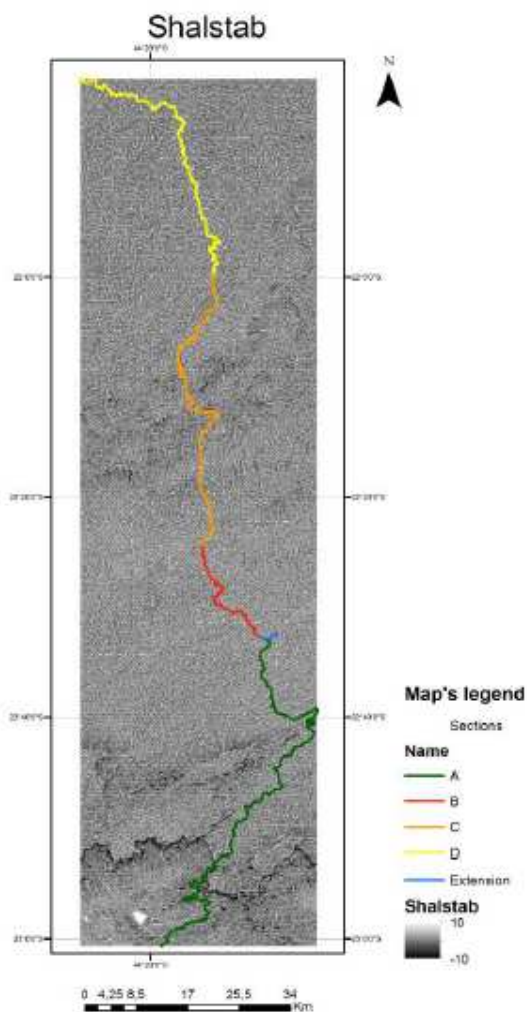 Shalstab
N
Map's legend
Sections
Name
A
B
C
D
Extension
Shalstab
10
-10
0 4,25 8,5 17 25,5 34
Km